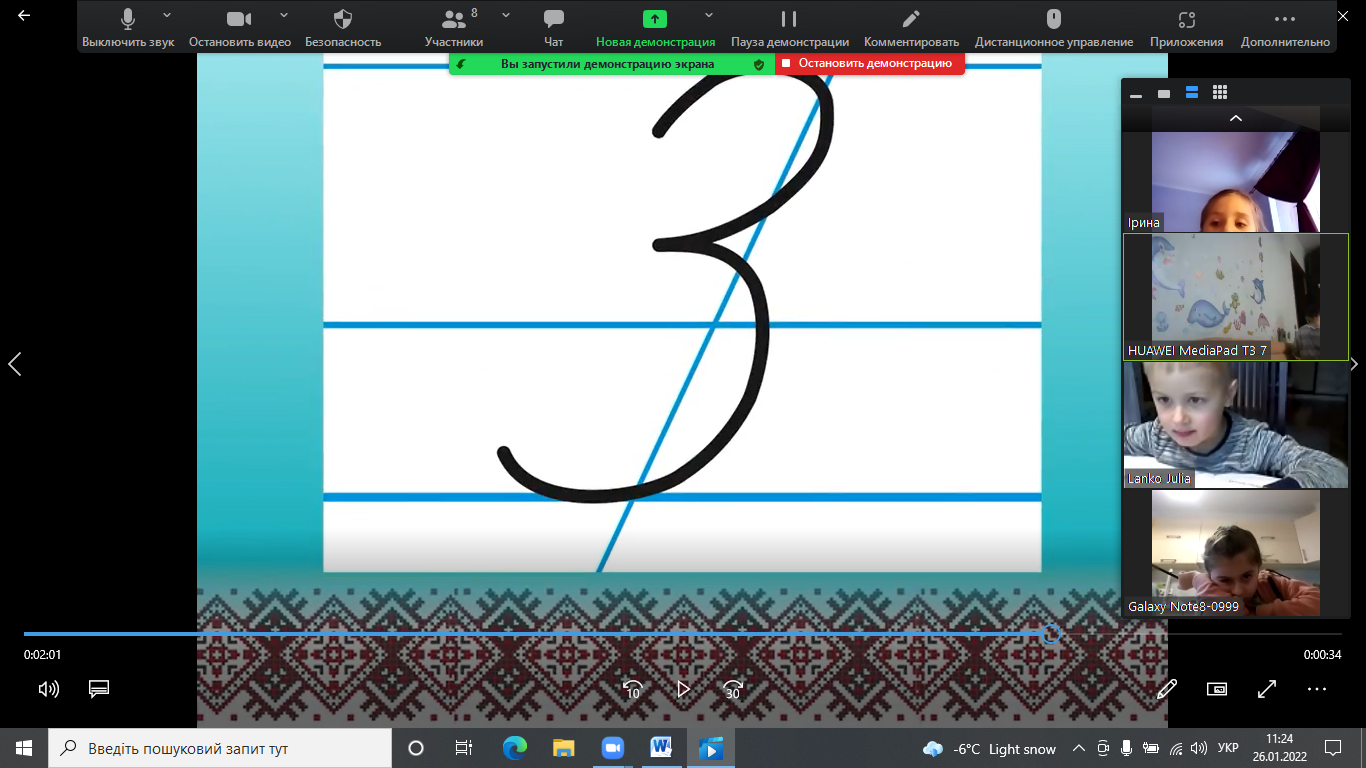 8
Выключить звук Остановить видео Безопасность Участники Чат Новая демонстрация Пауза демонстрации Комментировать Дистанционное управление Приложения Дополнительно
Вы запустили демонстрацию экрана Остановить демонстрацию
З
Ірина
HUAWEI MediaPad T3 7
Lanko Julia
Galaxy Note8-0999
0:02:01 0:00:34
10 30
Введіть пошуковий запит тут
-6°C Light snow УКР 11:24
26.01.2022